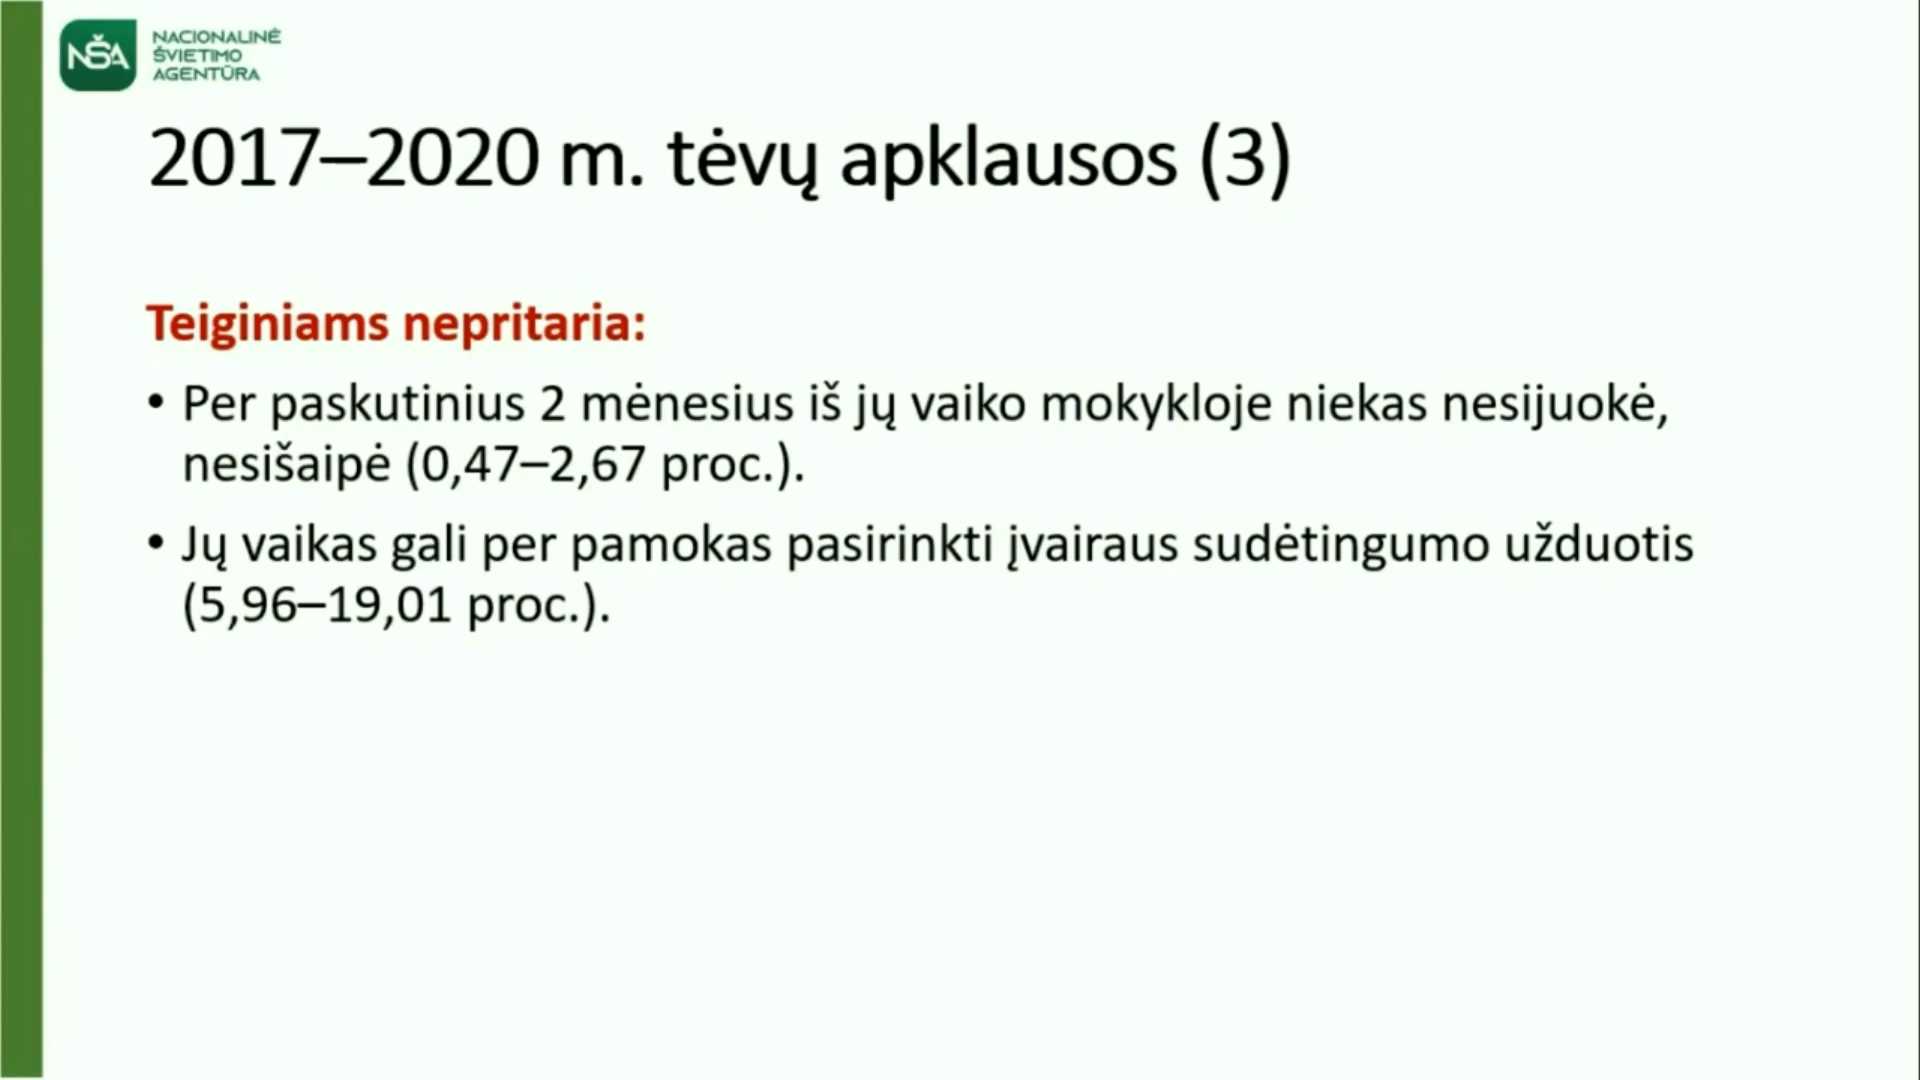 NŠA
NACIONALINĖ
ŠVIETIMO
AGENTŪRA
2017–2020 m. tėvų apklausos (3)
Teiginiams nepritaria:
• Per paskutinius 2 mėnesius iš jų vaiko mokykloje niekas nesijuokė,
nesišaipė (0,47–2,67 proc.).
• Jų vaikas gali per pamokas pasirinkti įvairaus sudėtingumo užduotis
(5,96–19,01 proc.).